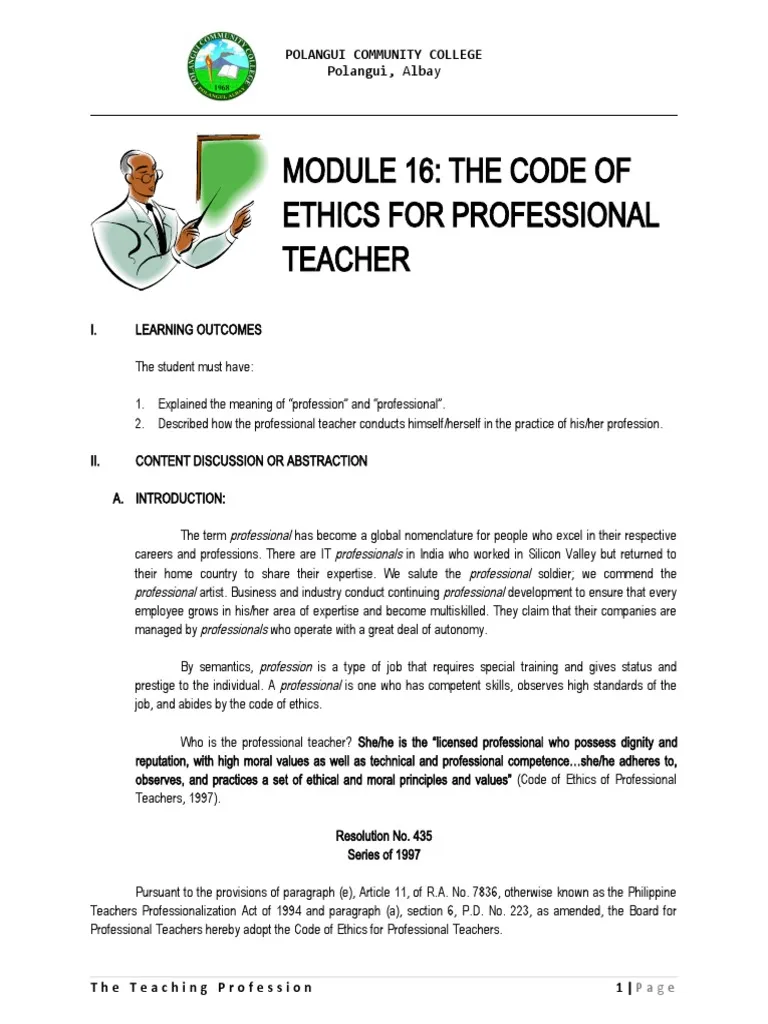 POLANGUI COMMUNITY COLLEGE
POLANGUI, ALBAY
1968
POLANGUI COMMUNITY COLLEGE
Polangui, Albay
MODULE 16: THE CODE OF
ETHICS FOR PROFESSIONAL
TEACHER
I. LEARNING OUTCOMES
The student must have:
1. Explained the meaning of “profession” and “professional”.
2. Described how the professional teacher conducts himself/herself in the practice of his/her profession.
II. CONTENT DISCUSSION OR ABSTRACTION
A. INTRODUCTION:
The term professional has become a global nomenclature for people who excel in their respective
careers and professions. There are IT professionals in India who worked in Silicon Valley but returned to
their home country to share their expertise. We salute the professional soldier; we commend the
professional artist. Business and industry conduct continuing professional development to ensure that every
employee grows in his/her area of expertise and become multiskilled. They claim that their companies are
managed by professionals who operate with a great deal of autonomy.
By semantics, profession is a type of job that requires special training and gives status and
prestige to the individual. A professional is one who has competent skills, observes high standards of the
job, and abides by the code of ethics.
Who is the professional teacher? She/he is the “licensed professional who possess dignity and
reputation, with high moral values as well as technical and professional competence…she/he adheres to,
observes, and practices a set of ethical and moral principles and values” (Code of Ethics of Professional
Teachers, 1997).
Resolution No. 435
Series of 1997
Pursuant to the provisions of paragraph (e), Article 11, of R.A. No. 7836, otherwise known as the Philippine
Teachers Professionalization Act of 1994 and paragraph (a), section 6, P.D. No. 223, as amended, the Board for
Professional Teachers hereby adopt the Code of Ethics for Professional Teachers.
The Teaching Profession 1 | Page